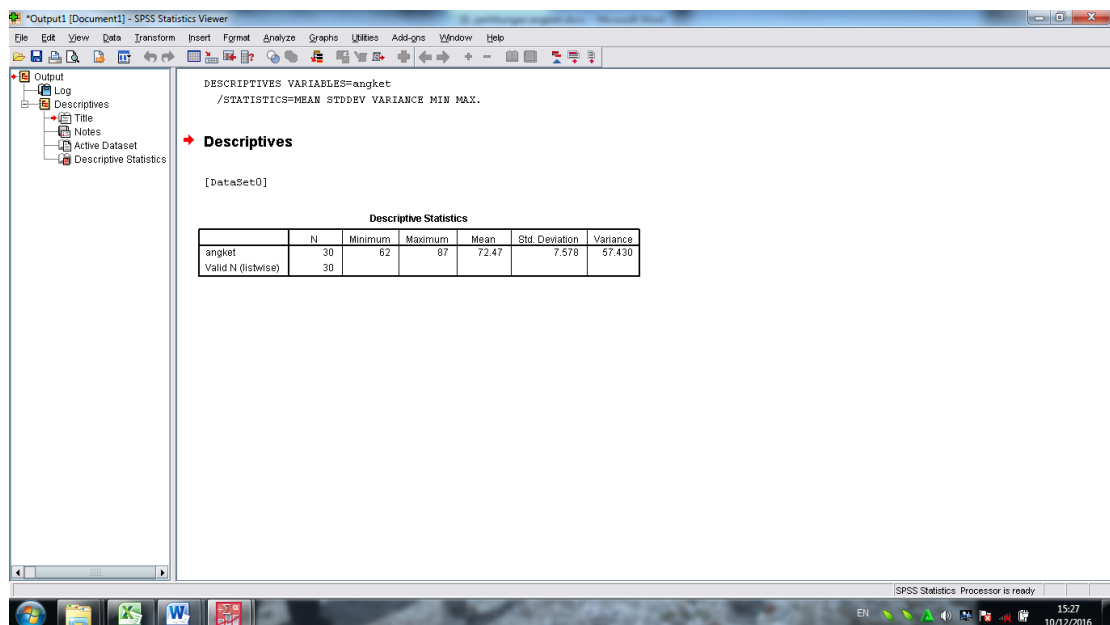 *Output1 [Document1] - SPSS Statistics Viewer
File Edit View Data Transform Insert Format Analyze Graphs Utilities Add-ons Window Help
Output
Log
Descriptives
Title
Notes
Active Dataset
Descriptive Statistics
DESCRIPTIVES VARIABLES=angket
/STATISTICS=MEAN STDDEV VARIANCE MIN MAX.
Descriptives
[DataSet0]
Descriptive Statistics
N Minimum Maximum Mean Std. Deviation Variance
angket 30 62 87 72.47 7.578 57.430
Valid N (listwise) 30
SPSS Statistics Processor is ready
EN 15:27
10/12/2016